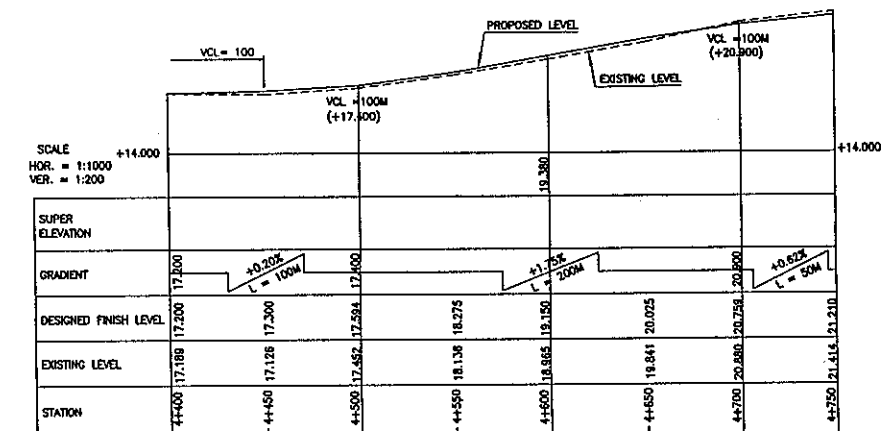 PROPOSED LEVEL
VCL= 100
VCL =100M
(+20.900)
EXISTING LEVEL
VCL =100M
(+17.400)
SCALE
HOR. = 1:1000
VER. = 1:200
+14.000
+14.000
19.380
SUPER
ELEVATION
GRADIENT
17.200
+0.20%
L = 100M
17.400
+1.75%
L = 200M
20.900
+0.62%
L = 50M
DESIGNED FINISH LEVEL
17.200
17.300
17.594
18.275
19.150
20.025
20.759
21.210
EXISTING LEVEL
17.189
17.126
17.452
18.136
18.965
19.841
20.880
21.414
STATION
4+400
4+450
4+500
4+550
4+600
4+650
4+700
4+750